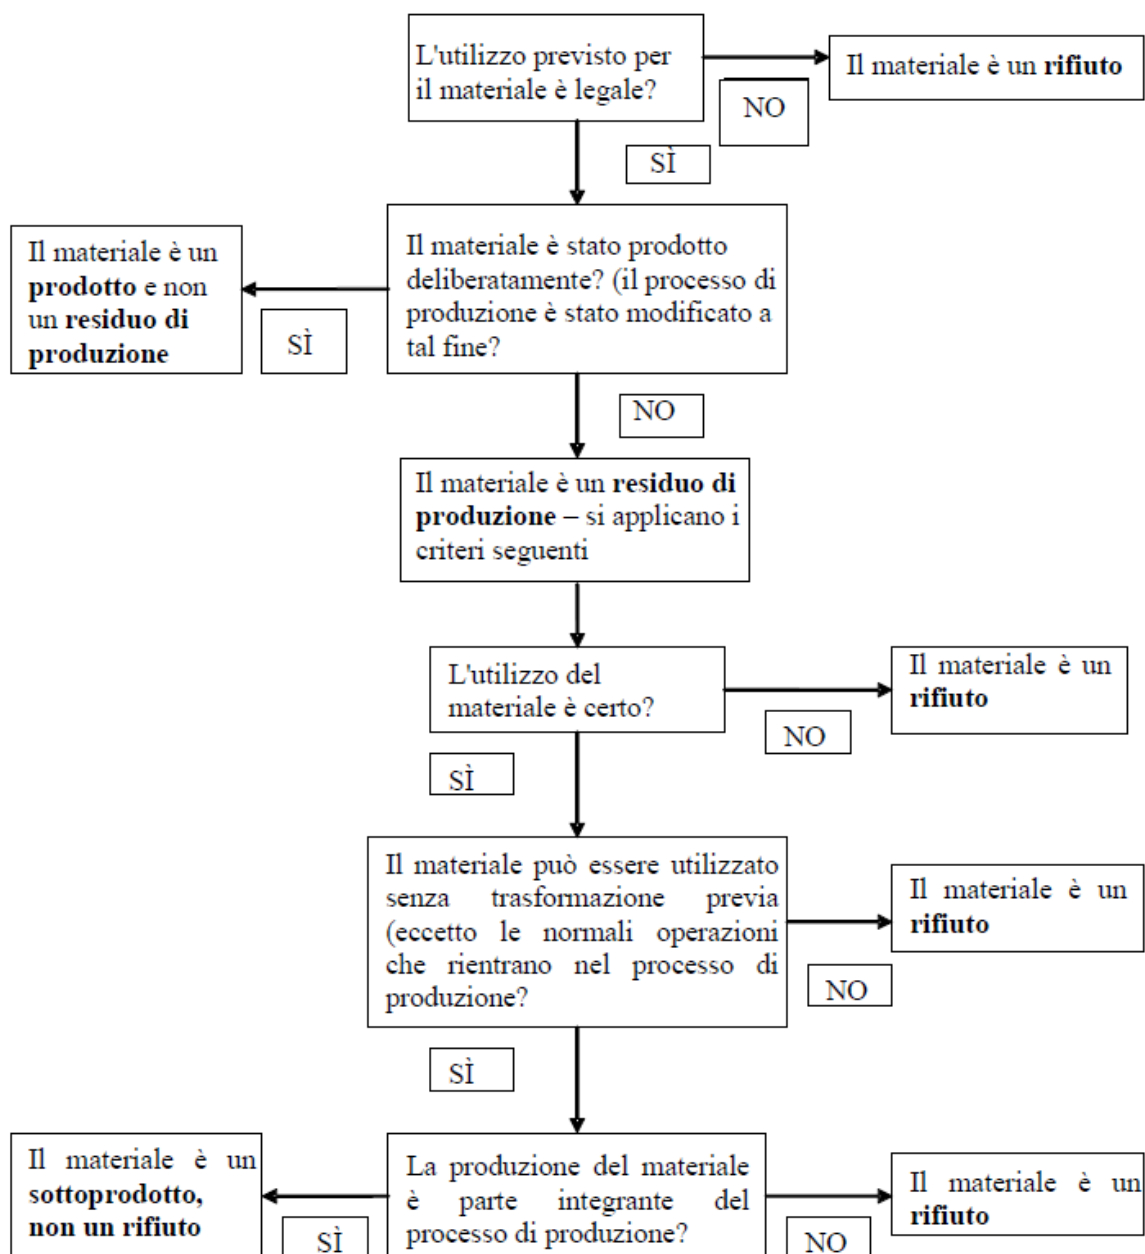 L'utilizzo previsto per
il materiale è legale?
Il materiale è un rifiuto
NO
SÌ
Il materiale è un
prodotto e non
un residuo di
produzione
SÌ
Il materiale è stato prodotto
deliberatamente? (il processo di
produzione è stato modificato a
tal fine?
NO
Il materiale è un residuo di
produzione – si applicano i
criteri seguenti
L'utilizzo del
materiale è certo?
Il materiale è un
rifiuto
NO
SÌ
Il materiale può essere utilizzato
senza trasformazione previa
(eccetto le normali operazioni
che rientrano nel processo di
produzione?
Il materiale è un
rifiuto
NO
SÌ
Il materiale è un
sottoprodotto,
non un rifiuto
SÌ
La produzione del materiale
è parte integrante del
processo di produzione?
Il materiale è un
rifiuto
NO